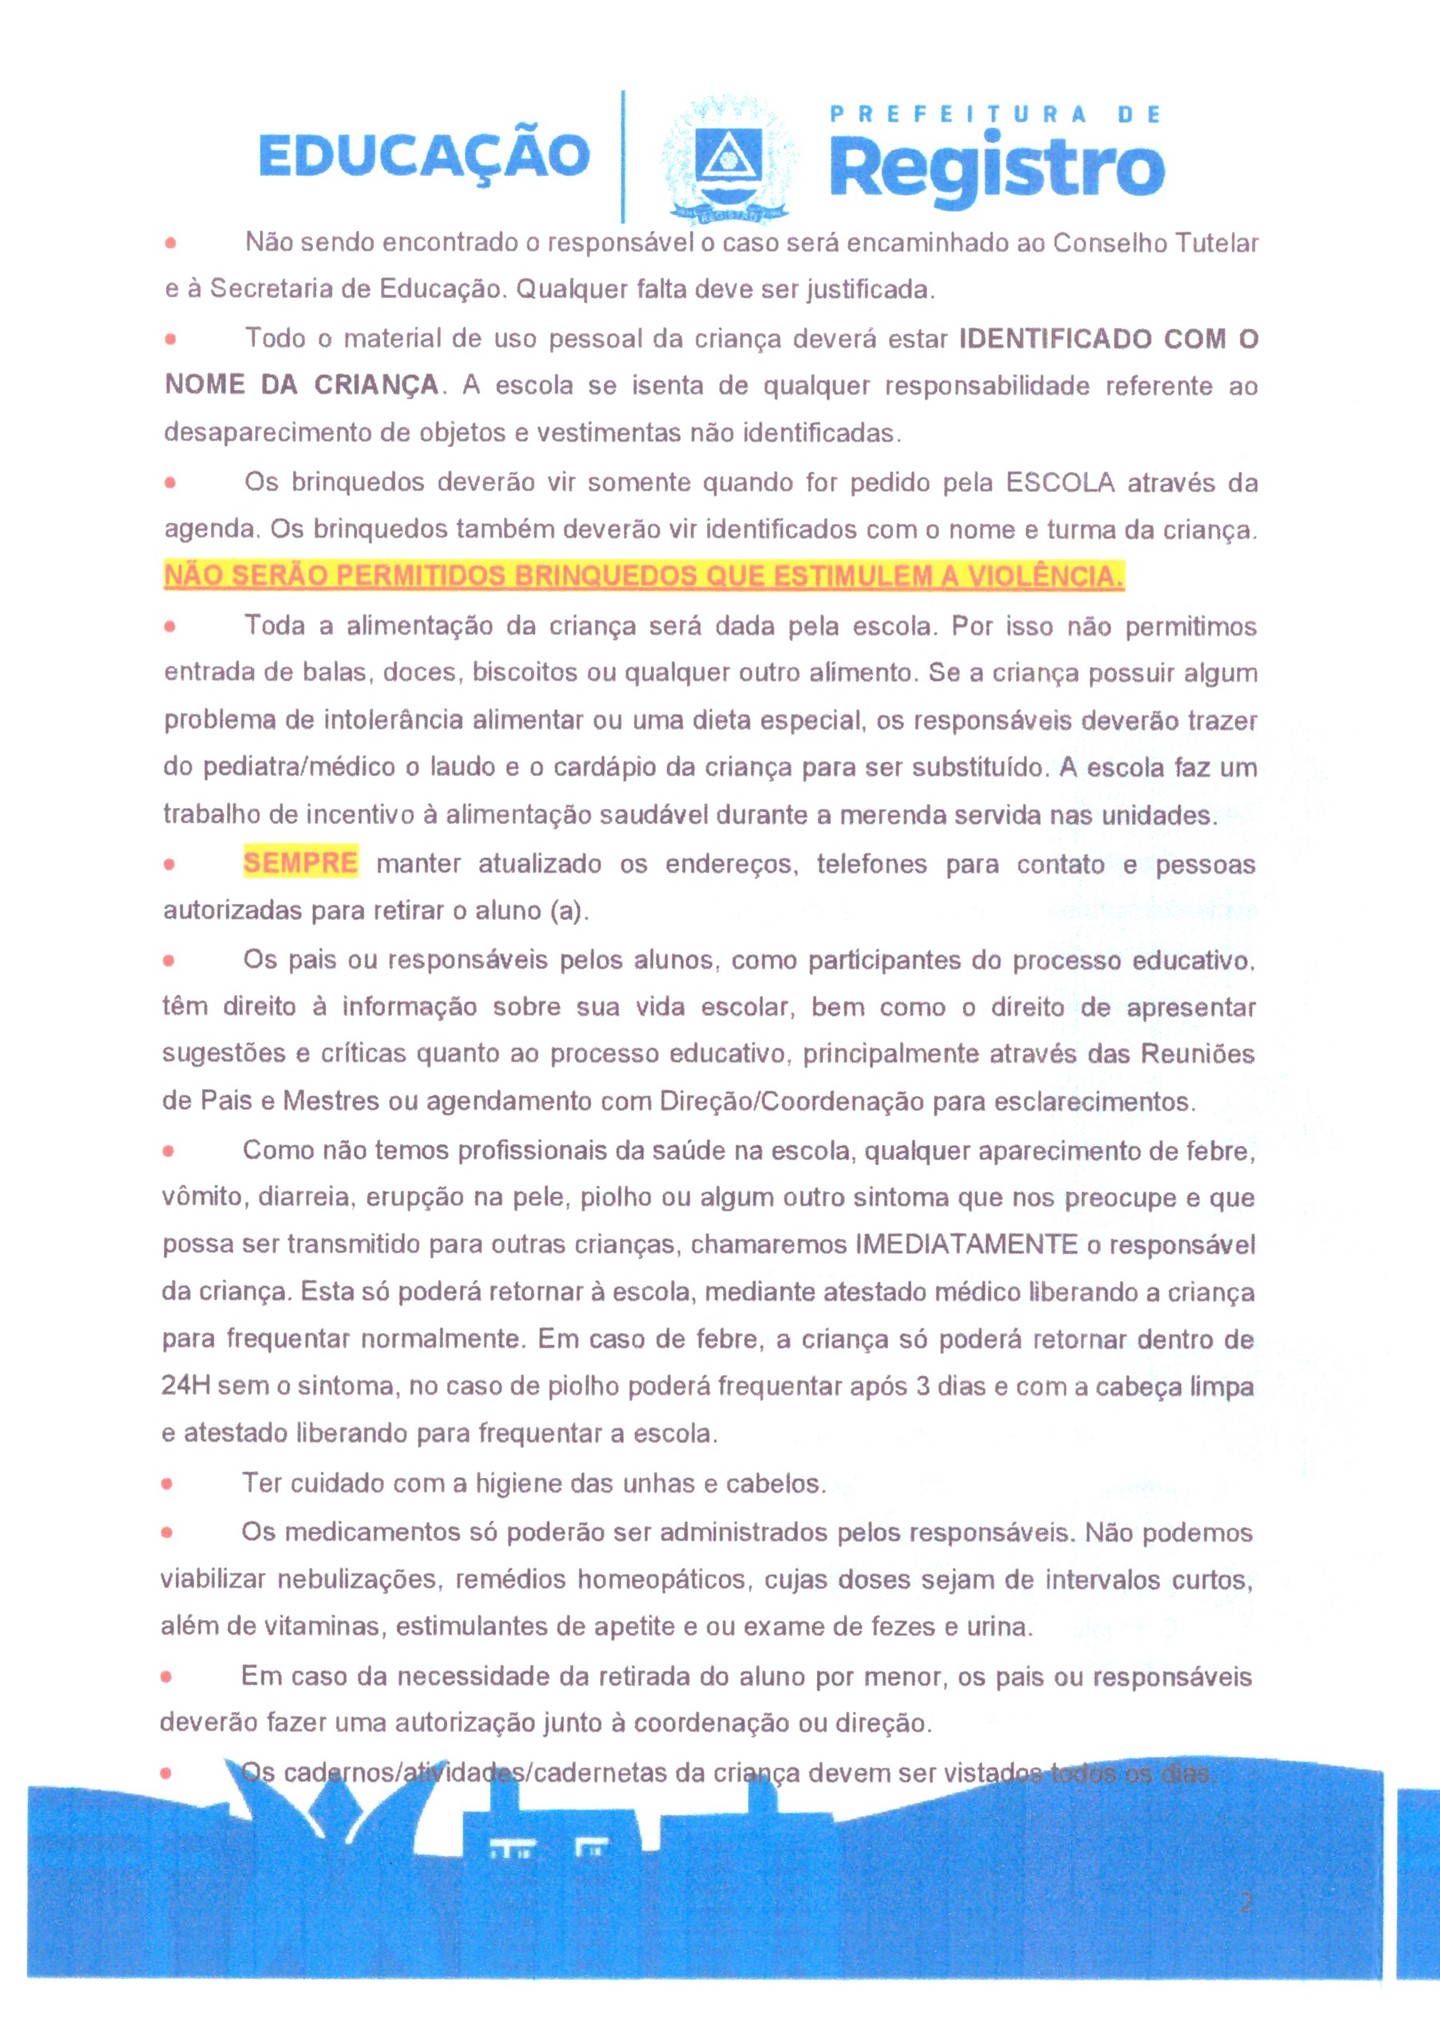 EDUCAÇÃO
PREFEITURA DE
Registro
REGISTRO
• Não sendo encontrado o responsável o caso será encaminhado ao Conselho Tutelar
e à Secretaria de Educação. Qualquer falta deve ser justificada.
• Todo o material de uso pessoal da criança deverá estar IDENTIFICADO COM O
NOME DA CRIANÇA. A escola se isenta de qualquer responsabilidade referente ao
desaparecimento de objetos e vestimentas não identificadas.
• Os brinquedos deverão vir somente quando for pedido pela ESCOLA através da
agenda. Os brinquedos também deverão vir identificados com o nome e turma da criança.
NÃO SERÃO PERMITIDOS BRINQUEDOS QUE ESTIMULEM A VIOLÊNCIA.
• Toda a alimentação da criança será dada pela escola. Por isso não permitimos
entrada de balas, doces, biscoitos ou qualquer outro alimento. Se a criança possuir algum
problema de intolerância alimentar ou uma dieta especial, os responsáveis deverão trazer
do pediatra/médico o laudo e o cardápio da criança para ser substituído. A escola faz um
trabalho de incentivo à alimentação saudável durante a merenda servida nas unidades.
• SEMPRE manter atualizado os endereços, telefones para contato e pessoas
autorizadas para retirar o aluno (a).
• Os pais ou responsáveis pelos alunos, como participantes do processo educativo,
têm direito à informação sobre sua vida escolar, bem como o direito de apresentar
sugestões e críticas quanto ao processo educativo, principalmente através das Reuniões
de Pais e Mestres ou agendamento com Direção/Coordenação para esclarecimentos.
• Como não temos profissionais da saúde na escola, qualquer aparecimento de febre,
vômito, diarreia, erupção na pele, piolho ou algum outro sintoma que nos preocupe e que
possa ser transmitido para outras crianças, chamaremos IMEDIATAMENTE o responsável
da criança. Esta só poderá retornar à escola, mediante atestado médico liberando a criança
para frequentar normalmente. Em caso de febre, a criança só poderá retornar dentro de
24H sem o sintoma, no caso de piolho poderá frequentar após 3 dias e com a cabeça limpa
e atestado liberando para frequentar a escola.
• Ter cuidado com a higiene das unhas e cabelos.
• Os medicamentos só poderão ser administrados pelos responsáveis. Não podemos
viabilizar nebulizações, remédios homeopáticos, cujas doses sejam de intervalos curtos,
além de vitaminas, estimulantes de apetite e ou exame de fezes e urina.
• Em caso da necessidade da retirada do aluno por menor, os pais ou responsáveis
deverão fazer uma autorização junto à coordenação ou direção.
• Os cadernos/atividades/cadernetas da criança devem ser vistados todos os dias.
2